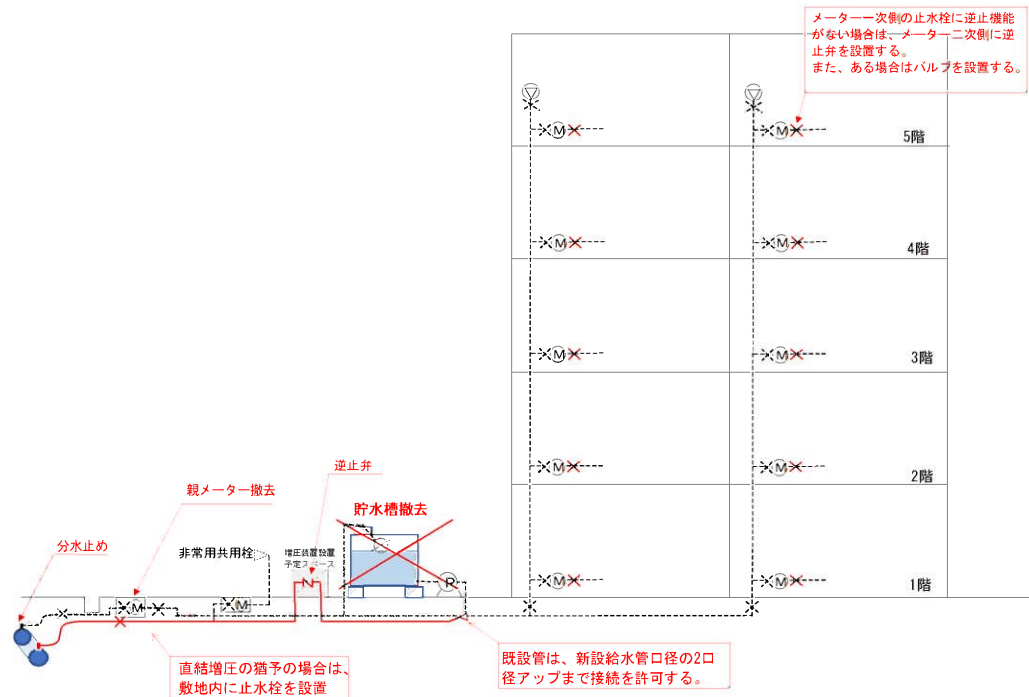 メーター一次側の止水栓に逆止機能
がない場合は、メーター二次側に逆
止弁を設置する。
また、ある場合はバルブを設置する。
M
M
5階
M
M
4階
M
M
3階
M
M
2階
M
M
1階
逆止弁
親メーター撤去
貯水槽撤去
分水止め
非常用共用栓
増圧装置設置
予定スペース
N
R
M
M
直結増圧の猶予の場合は、
敷地内に止水栓を設置
既設管は、新設給水管口径の2口
径アップまで接続を許可する。